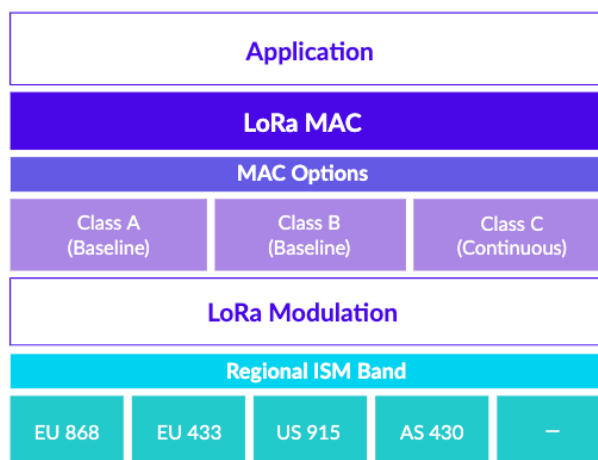 Application
LoRa MAC
MAC Options
Class A
(Baseline)
Class B
(Baseline)
Class C
(Continuous)
LoRa Modulation
Regional ISM Band
EU 868
EU 433
US 915
AS 430
—